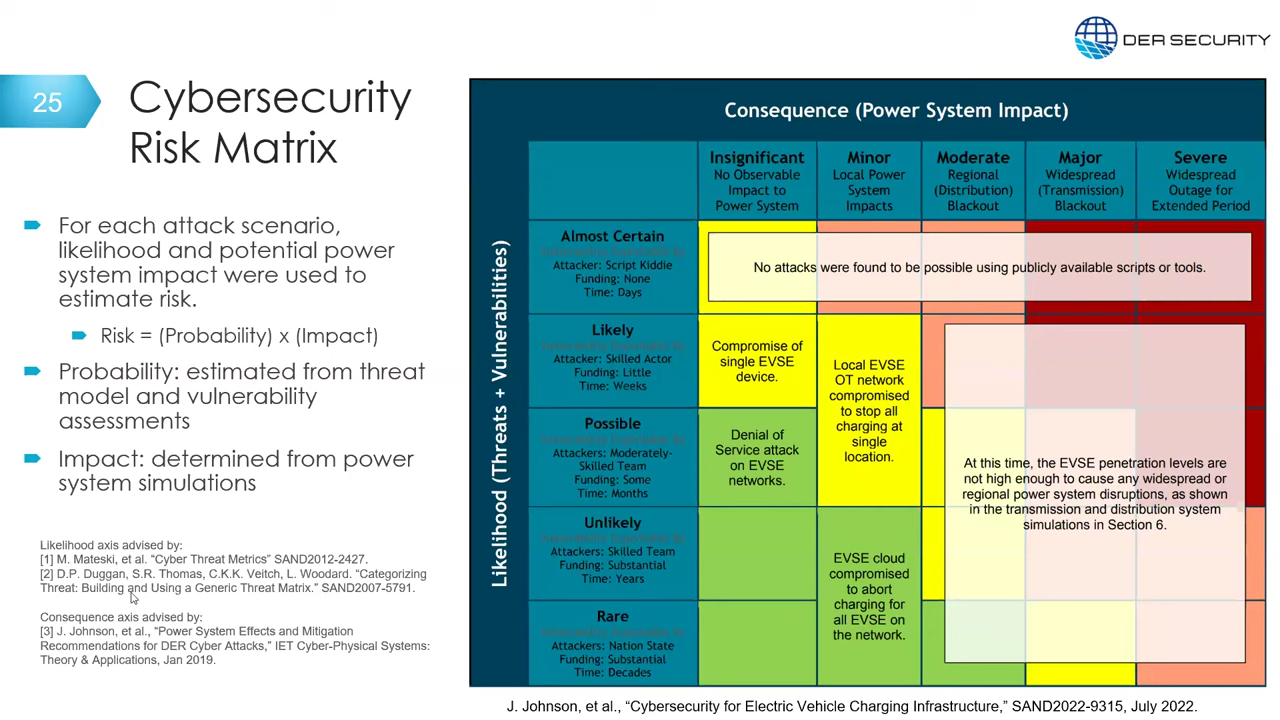 DER SECURITY
25
Cybersecurity
Risk Matrix
For each attack scenario,
likelihood and potential power
system impact were used to
estimate risk.
Risk = (Probability) x (Impact)
Probability: estimated from threat
model and vulnerability
assessments
Impact: determined from power
system simulations
Likelihood axis advised by:
[1] M. Mateski, et al. "Cyber Threat Metrics" SAND2012-2427.
[2] D.P. Duggan, S.R. Thomas, C.K.K. Veitch, L. Woodard. "Categorizing
Threat: Building and Using a Generic Threat Matrix." SAND2007-5791.
Consequence axis advised by:
[3] J. Johnson, et al., "Power System Effects and Mitigation
Recommendations for DER Cyber Attacks," IET Cyber-Physical Systems:
Theory & Applications, Jan 2019.
Consequence (Power System Impact)
Likelihood (Threats + Vulnerabilities)
Insignificant
No Observable
Impact to
Power System
Minor
Local Power
System
Impacts
Moderate
Regional
(Distribution)
Blackout
Major
Widespread
(Transmission)
Blackout
Severe
Widespread
Outage for
Extended Period
Almost Certain
Attacker: Script Kiddie
Funding: None
Time: Days
No attacks were found to be possible using publicly available scripts or tools.
Likely
Attacker: Skilled Actor
Funding: Little
Time: Weeks
Compromise of
single EVSE
device.
Local EVSE
OT network
compromised
to stop all
charging at
single
location.
Possible
Attackers: Moderately-
Skilled Team
Funding: Some
Time: Months
Denial of
Service attack
on EVSE
networks.
At this time, the EVSE penetration levels are
not high enough to cause any widespread or
regional power system disruptions, as shown
in the transmission and distribution system
simulations in Section 6.
Unlikely
Attackers: Skilled Team
Funding: Substantial
Time: Years
EVSE cloud
compromised
to abort
charging for
all EVSE on
the network.
Rare
Attackers: Nation State
Funding: Substantial
Time: Decades
J. Johnson, et al., "Cybersecurity for Electric Vehicle Charging Infrastructure," SAND2022-9315, July 2022.